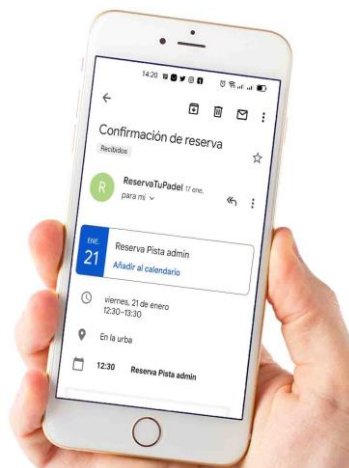 14:20
Confirmación de reserva
Recibidos
R
ReservaTuPadel 17 ene.
para mí
ENE.
21
Reserva Pista admin
Añadir al calendario
viernes, 21 de enero
12:30–13:30
En la urba
12:30 Reserva Pista admin